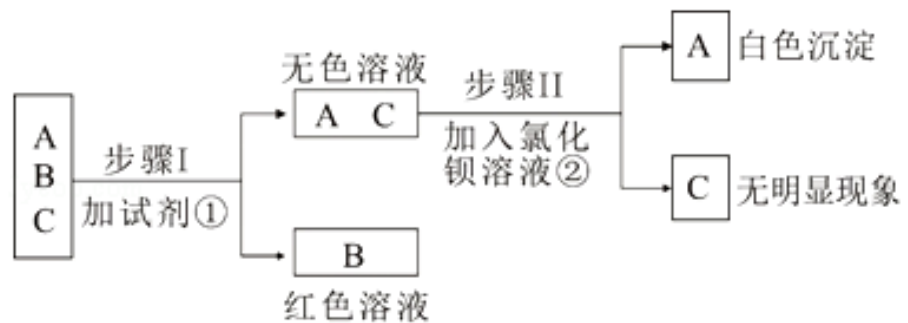 A
B
C
步骤I
加试剂①
无色溶液
A C
B
红色溶液
步骤II
加入氯化
钡溶液②
A 白色沉淀
C 无明显现象